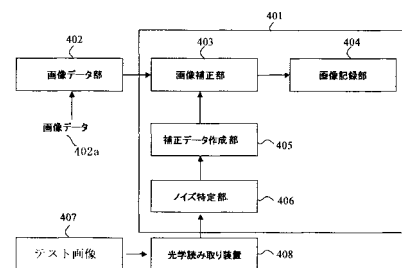 401
402
403
404
画像データ部
画像補正部
画像記録部
画像データ
402a
補正データ作成部
405
ノイズ特定部
406
407
テスト画像
光学読み取り装置
408